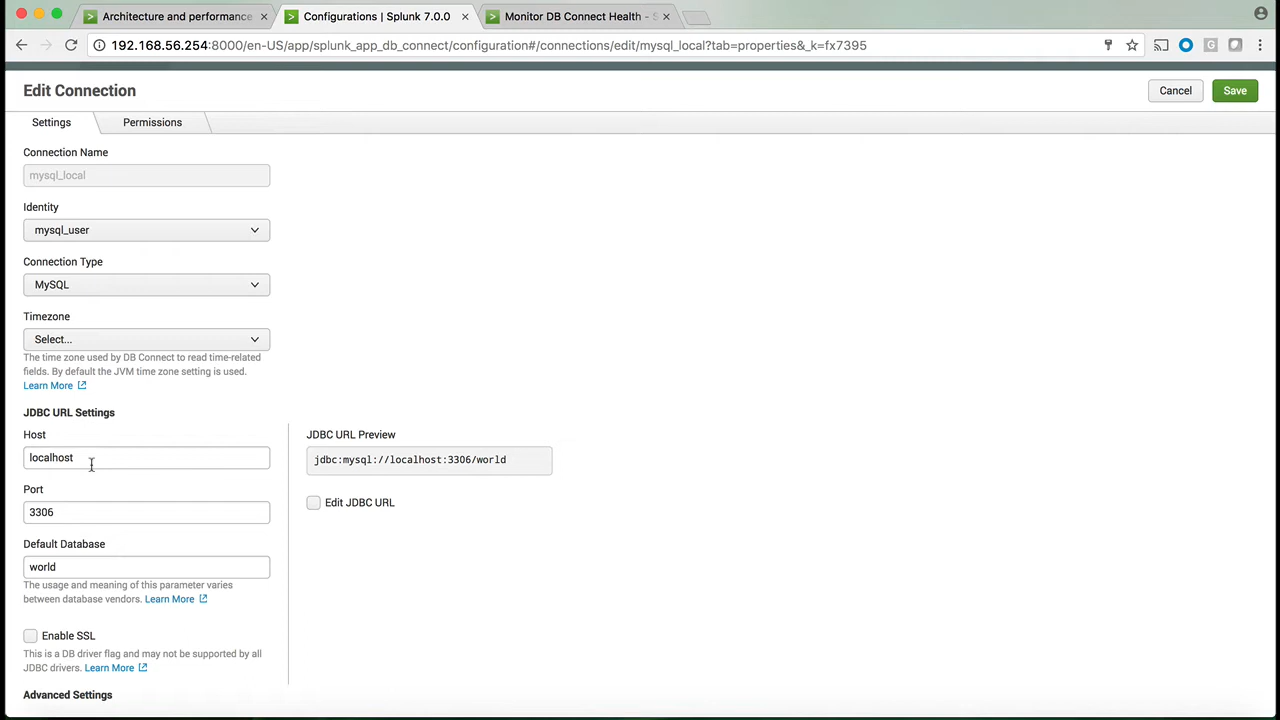 Architecture and performance
Configurations | Splunk 7.0.0
Monitor DB Connect Health - S
192.168.56.254:8000/en-US/app/splunk_app_db_connect/configuration#/connections/edit/mysql_local?tab=properties&_k=fx7395
Edit Connection
Cancel
Save
Settings
Permissions
Connection Name
mysql_local
Identity
mysql_user
Connection Type
MySQL
Timezone
Select...
The time zone used by DB Connect to read time-related
fields. By default the JVM time zone setting is used.
Learn More
JDBC URL Settings
Host
localhost
Port
3306
Default Database
world
The usage and meaning of this parameter varies
between database vendors. Learn More
Enable SSL
This is a DB driver flag and may not be supported by all
JDBC drivers. Learn More
JDBC URL Preview
jdbc:mysql://localhost:3306/world
Edit JDBC URL
Advanced Settings